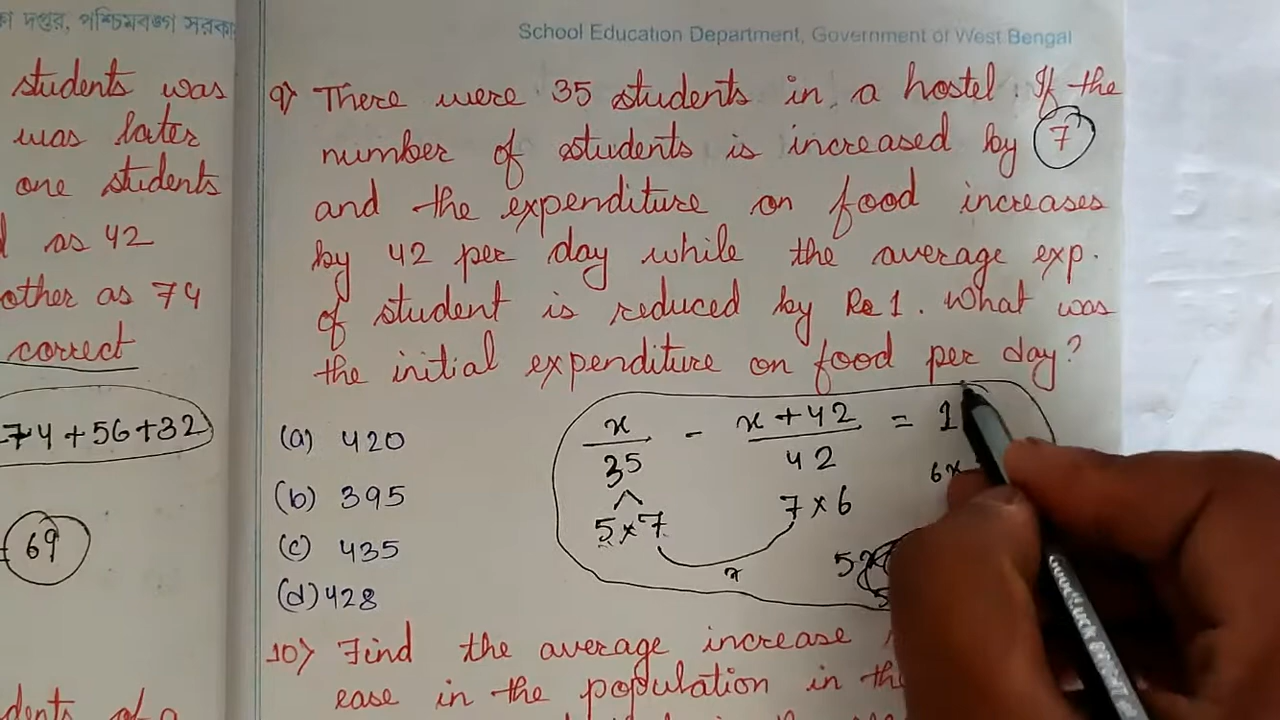 দপ্তর, পশ্চিমবঙ্গ সরকার
students was
was later
one students
as 42
other as 74
correct
74 + 56 + 32
69
School Education Department, Government of West Bengal
9) There were 35 students in a hostel. If the
number of students is increased by 7
and the expenditure on food increases
by 42 per day while the average exp.
of student is reduced by Rs 1. What was
the initial expenditure on food per day?
(a) 420
(b) 395
(c) 435
(d) 428
x/35 - x + 42/42 = 1
5 x 7 7 x 6
x
6x
10) Find the average increase
ease in the population in the